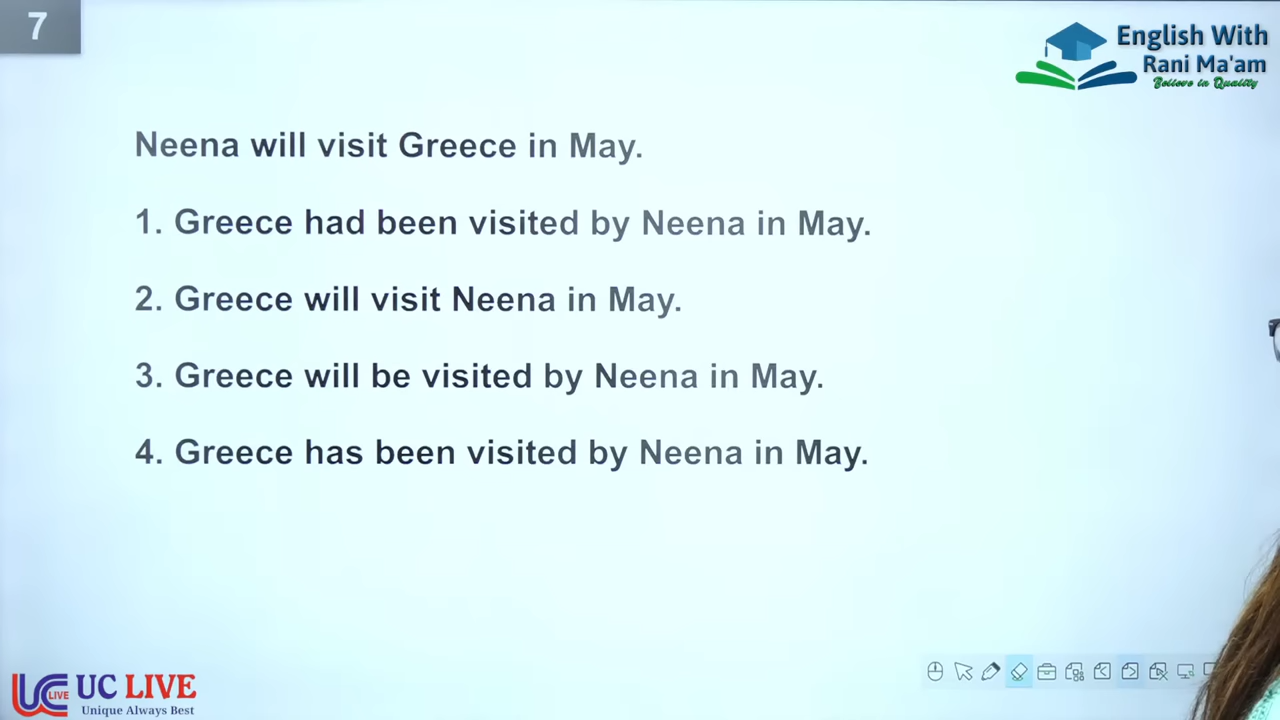 7
English With
Rani Ma'am
Believe in Quality
Neena will visit Greece in May.
1. Greece had been visited by Neena in May.
2. Greece will visit Neena in May.
3. Greece will be visited by Neena in May.
4. Greece has been visited by Neena in May.
UC LIVE UC LIVE
Unique Always Best